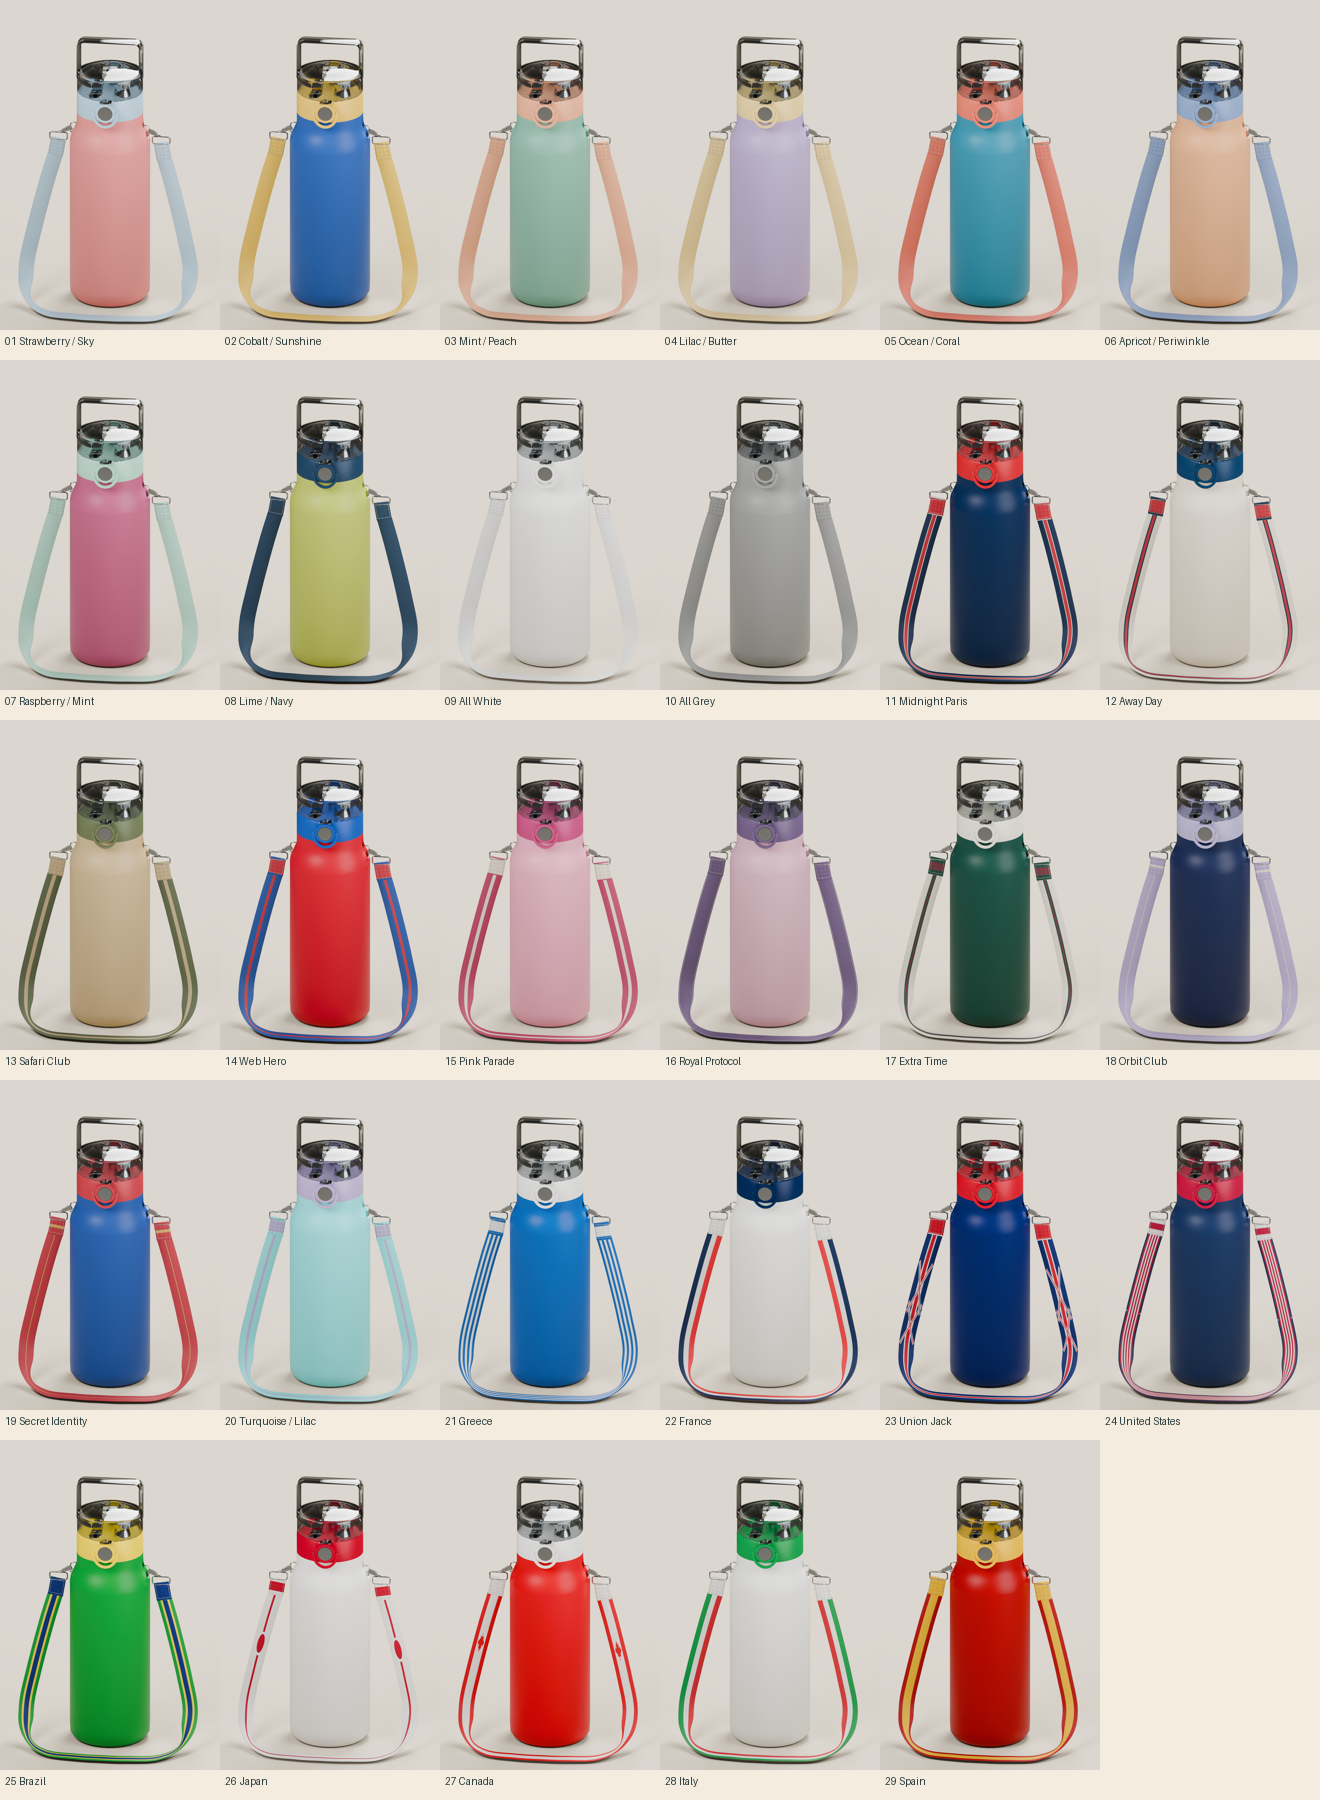 01 Strawberry / Sky
02 Cobalt / Sunshine
03 Mint / Peach
04 Lilac / Butter
05 Ocean / Coral
06 Apricot / Periwinkle
07 Raspberry / Mint
08 Lime / Navy
09 All White
10 All Grey
11 Midnight Paris
12 Away Day
13 Safari Club
14 Web Hero
15 Pink Parade
16 Royal Protocol
17 Extra Time
18 Orbit Club
19 Secret Identity
20 Turquoise / Lilac
21 Greece
22 France
23 Union Jack
24 United States
25 Brazil
26 Japan
27 Canada
28 Italy
29 Spain